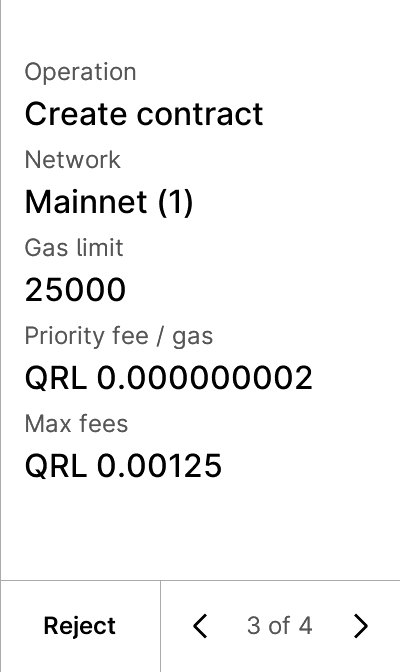 Operation
Create contract
Network
Mainnet (1)
Gas limit
25000
Priority fee / gas
QRL 0.000000002
Max fees
QRL 0.00125
Reject
3 of 4